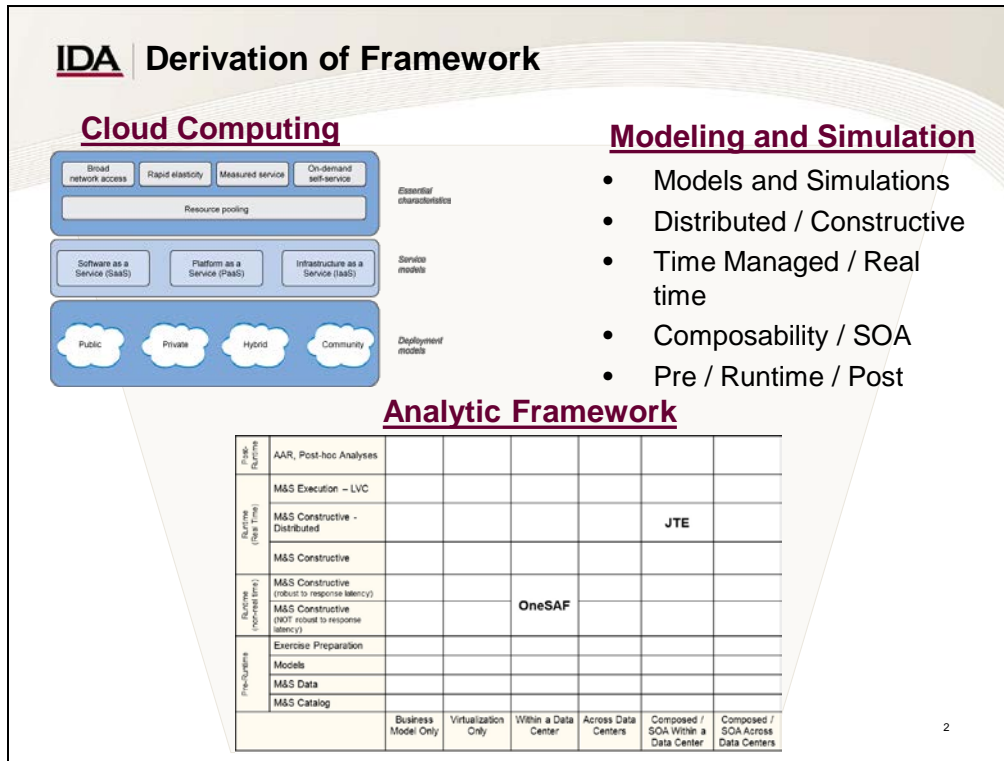 IDA Derivation of Framework
Cloud Computing
Broad
network access
Rapid elasticity
Measured service
On-demand
self-service
Resource pooling
Essential
characteristics
Software as a
Service (SaaS)
Platform as a
Service (PaaS)
Infrastructure as a
Service (IaaS)
Service
models
Public
Private
Hybrid
Community
Deployment
models
Modeling and Simulation
• Models and Simulations
• Distributed / Constructive
• Time Managed / Real
time
• Composability / SOA
• Pre / Runtime / Post
Analytic Framework
Post-
Runtime
AAR, Post-hoc Analyses
Runtime
(Real Time)
M&S Execution – LVC
M&S Constructive -
Distributed
JTE
M&S Constructive
Runtime
(non-real time)
M&S Constructive
(robust to response latency)
M&S Constructive
(NOT robust to response
latency)
OneSAF
Pre-Runtime
Exercise Preparation
Models
M&S Data
M&S Catalog
Business
Model Only
Virtualization
Only
Within a Data
Center
Across Data
Centers
Composed /
SOA Within a
Data Center
Composed /
SOA Across
Data Centers
2